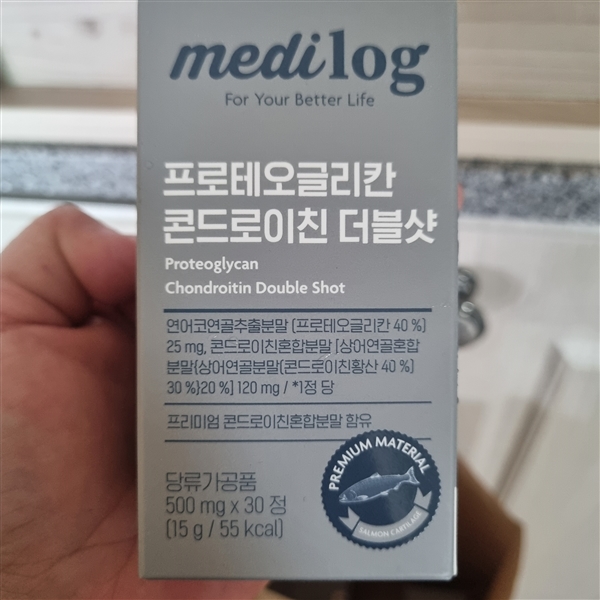 medilog
For Your Better Life
프로테오글리칸
콘드로이친 더블샷
Proteoglycan
Chondroitin Double Shot
연어코연골추출분말 (프로테오글리칸 40 %)
25 mg, 콘드로이친혼합분말 [상어연골혼합
분말{상어연골분말(콘드로이친황산 40 %)
30 %}20 %] 120 mg / *1정 당
프리미엄 콘드로이친혼합분말 함유
당류가공품
500 mg x 30 정
(15 g / 55 kcal)
PREMIUM MATERIAL
SALMON CARTILAGE